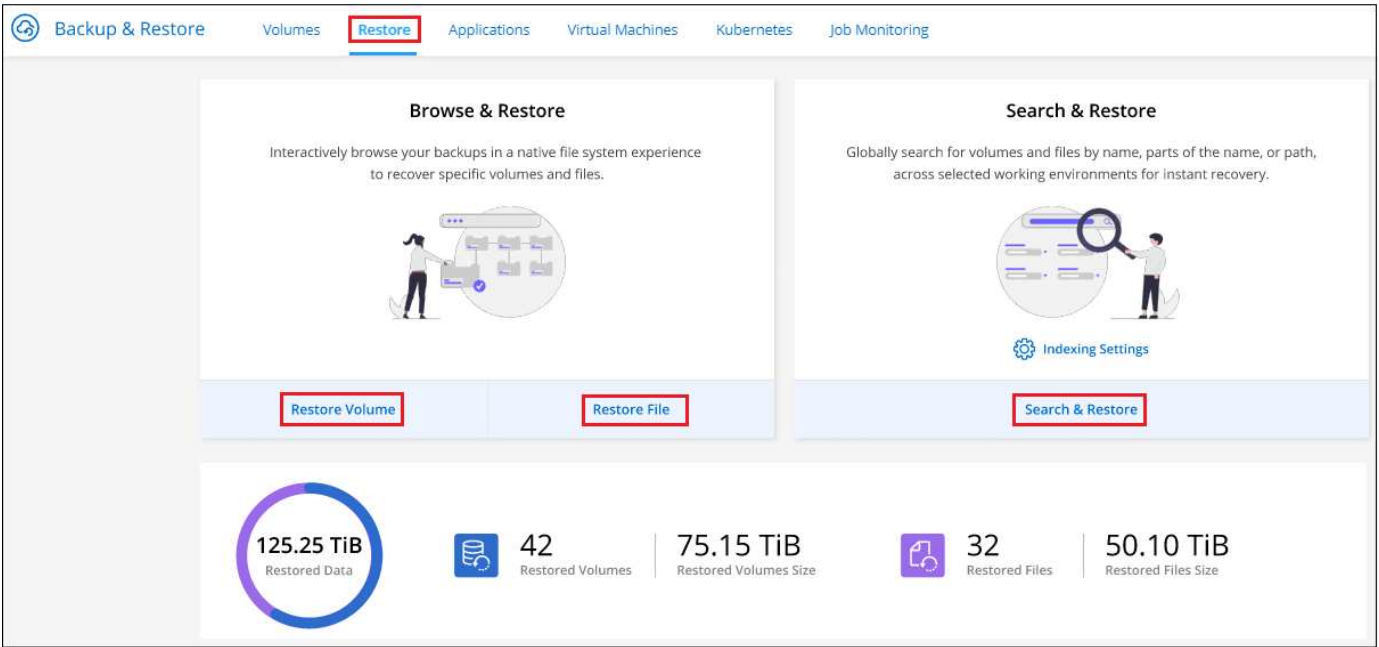 Backup & Restore
Volumes
Restore
Applications
Virtual Machines
Kubernetes
Job Monitoring
Browse & Restore
Interactively browse your backups in a native file system experience
to recover specific volumes and files.
Restore Volume
Restore File
Search & Restore
Globally search for volumes and files by name, parts of the name, or path,
across selected working environments for instant recovery.
Indexing Settings
Search & Restore
125.25 TiB
Restored Data
42
Restored Volumes
75.15 TiB
Restored Volumes Size
32
Restored Files
50.10 TiB
Restored Files Size